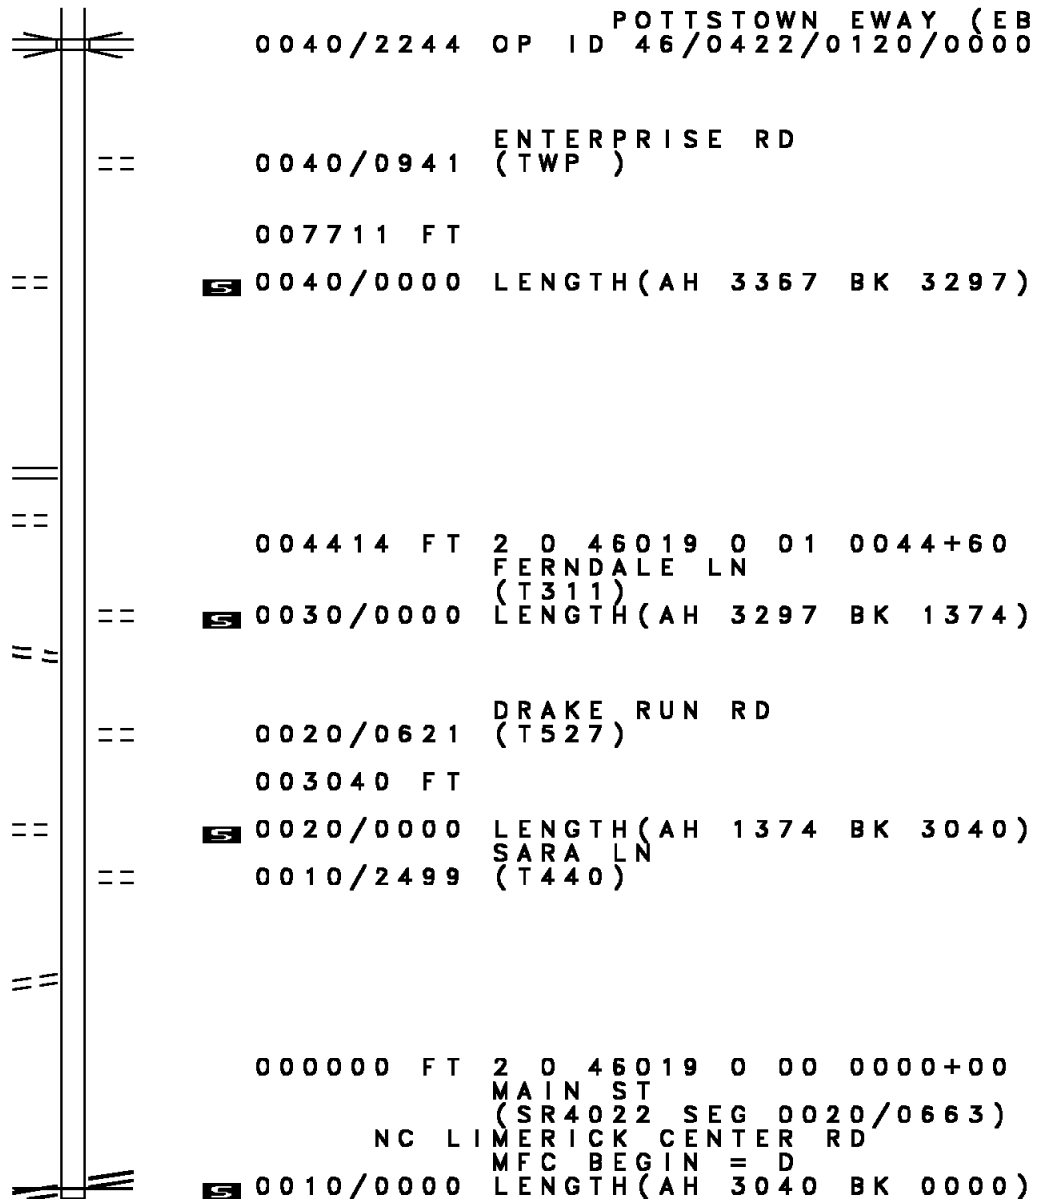 POTTSTOWN EWAY (EB
0040/2244 OP ID 46/0422/0120/0000
ENTERPRISE RD
0040/0941 (TWP )
007711 FT
S 0040/0000 LENGTH(AH 3367 BK 3297)
004414 FT 2 0 46019 0 01 0044+60
FERNDALE LN
(T311)
S 0030/0000 LENGTH(AH 3297 BK 1374)
DRAKE RUN RD
0020/0621 (T527)
003040 FT
S 0020/0000 LENGTH(AH 1374 BK 3040)
SARA LN
0010/2499 (T440)
000000 FT 2 0 46019 0 00 0000+00
MAIN ST
(SR4022 SEG 0020/0663)
NC LIMERICK CENTER RD
MFC BEGIN = D
S 0010/0000 LENGTH(AH 3040 BK 0000)